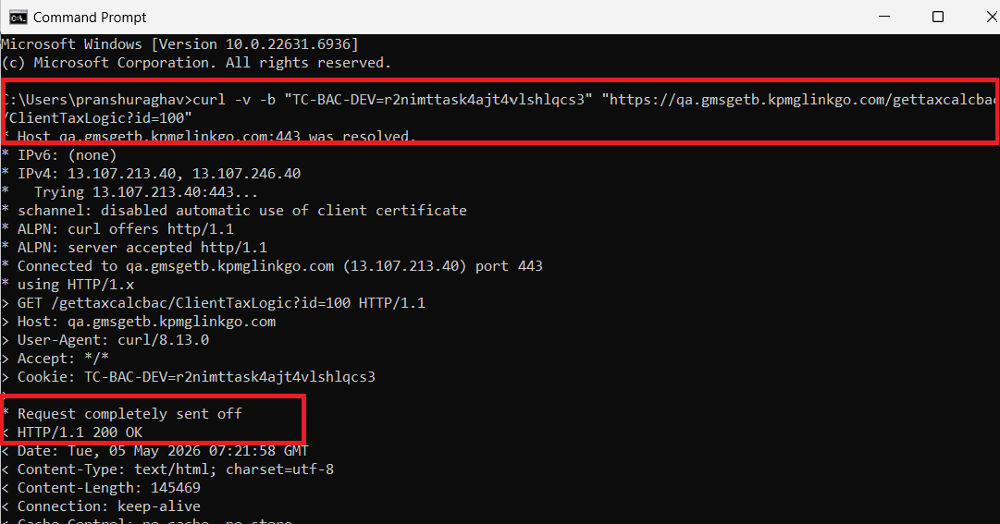 Command Prompt
Microsoft Windows [Version 10.0.22631.6936]
(c) Microsoft Corporation. All rights reserved.
C:\Users\pranshuraghav>curl -v -b "TC-BAC-DEV=r2nimttask4ajt4vlshlqcs3" "https://qa.gmsgetb.kpmglinkgo.com/gettaxcalcbac
/ClientTaxLogic?id=100"
* Host qa.gmsgetb.kpmglinkgo.com:443 was resolved.
* IPv6: (none)
* IPv4: 13.107.213.40, 13.107.246.40
*   Trying 13.107.213.40:443...
* schannel: disabled automatic use of client certificate
* ALPN: curl offers http/1.1
* ALPN: server accepted http/1.1
* Connected to qa.gmsgetb.kpmglinkgo.com (13.107.213.40) port 443
* using HTTP/1.x
> GET /gettaxcalcbac/ClientTaxLogic?id=100 HTTP/1.1
> Host: qa.gmsgetb.kpmglinkgo.com
> User-Agent: curl/8.13.0
> Accept: */*
> Cookie: TC-BAC-DEV=r2nimttask4ajt4vlshlqcs3
>
* Request completely sent off
< HTTP/1.1 200 OK
< Date: Tue, 05 May 2026 07:21:58 GMT
< Content-Type: text/html; charset=utf-8
< Content-Length: 145469
< Connection: keep-alive
< Cache-Control: no-cache, no-store